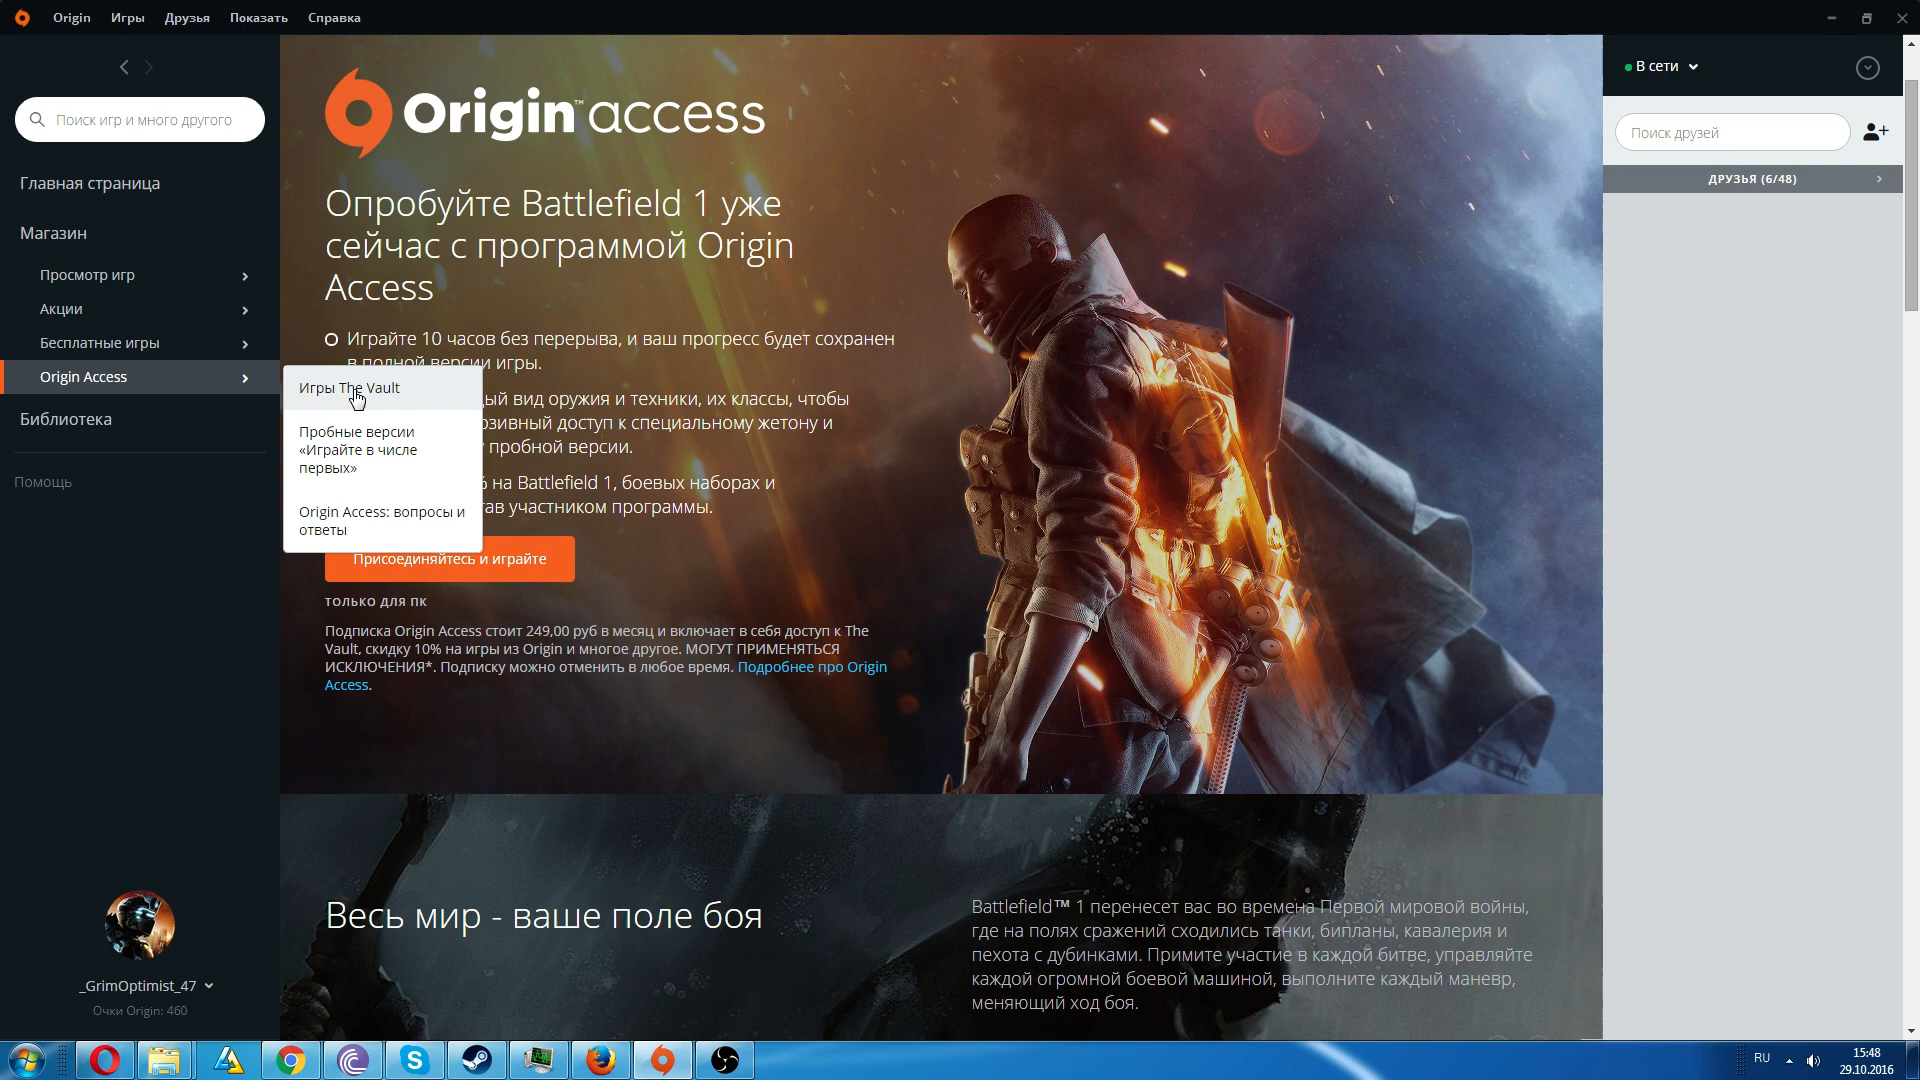 Origin Игры Друзья Показать Справка
Поиск игр и много другого
Главная страница
Магазин
Просмотр игр
Акции
Бесплатные игры
Origin Access
Библиотека
Помощь
_GrimOptimist_47
Очки Origin: 460
Origin™ access
Опробуйте Battlefield 1 уже
сейчас с программой Origin
Access
Играйте 10 часов без перерыва, и ваш прогресс будет сохранен
в полной версии игры.
вид оружия и техники, их классы, чтобы
доступ к специальному жетону и
пробной версии.
на Battlefield 1, боевых наборах и
участником программы.
Игры The Vault
Пробные версии
«Играйте в числе
первых»
Origin Access: вопросы и
ответы
Присоединяйтесь и играйте
ТОЛЬКО ДЛЯ ПК
Подписка Origin Access стоит 249,00 руб в месяц и включает в себя доступ к The
Vault, скидку 10% на игры из Origin и многое другое. МОГУТ ПРИМЕНЯТЬСЯ
ИСКЛЮЧЕНИЯ*. Подписку можно отменить в любое время. Подробнее про Origin
Access.
Весь мир - ваше поле боя
Battlefield™ 1 перенесет вас во времена Первой мировой войны,
где на полях сражений сходились танки, бипланы, кавалерия и
пехота с дубинками. Примите участие в каждой битве, управляйте
каждой огромной боевой машиной, выполните каждый маневр,
меняющий ход боя.
В сети
Поиск друзей
ДРУЗЬЯ (6/48)
RU
15:48
29.10.2016